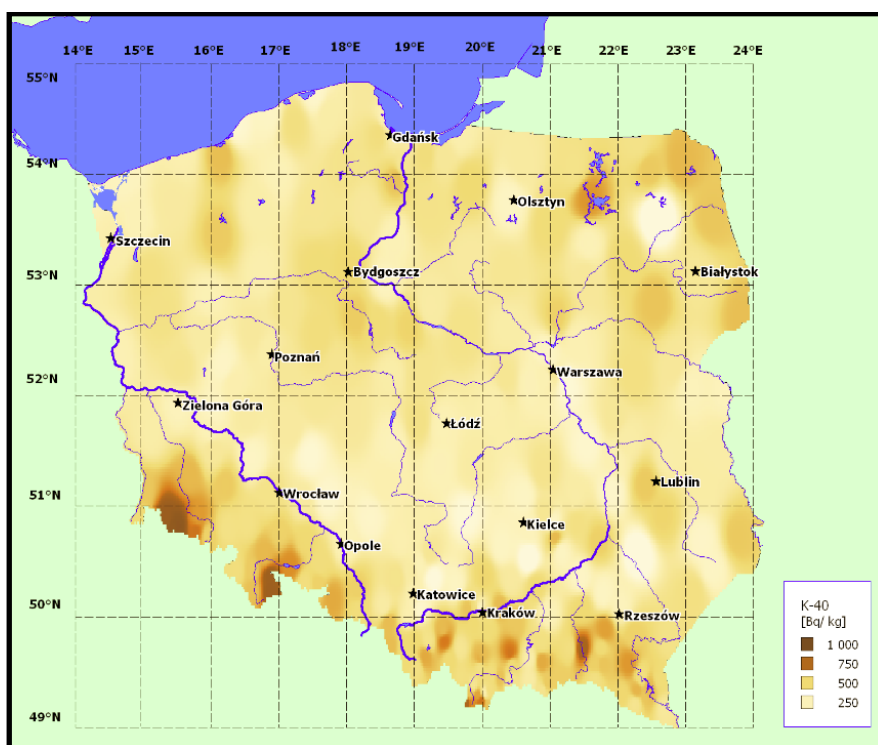 14°E 15°E 16°E 17°E 18°E 19°E 20°E 21°E 22°E 23°E 24°E
55°N
Gdańsk
54°N
Olsztyn
Szczecin
53°N
Bydgoszcz
Białystok
Poznań
52°N
Warszawa
Zielona Góra
Łódź
51°N
Wrocław
Lublin
Kielce
Opole
50°N
Katowice
Kraków
Rzeszów
49°N
K-40
[Bq/ kg]
1 000
750
500
250